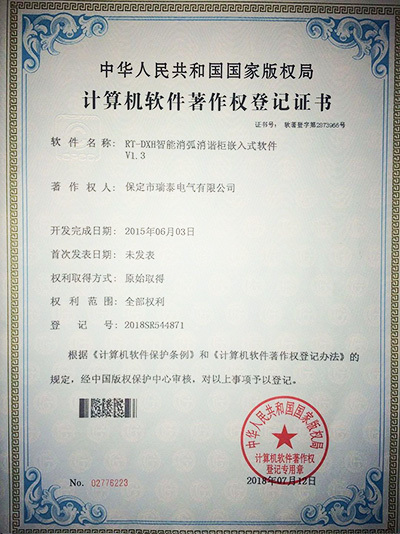 中华人民共和国国家版权局
计算机软件著作权登记证书
证书号： 软著登字第2873966号
软件名称： RT-DXH智能消弧消谐柜嵌入式软件
V1.3
著作权人： 保定市瑞泰电气有限公司
开发完成日期： 2015年06月03日
首次发表日期： 未发表
权利取得方式： 原始取得
权利范围： 全部权利
登记号： 2018SR544871
根据《计算机软件保护条例》和《计算机软件著作权登记办法》的
规定，经中国版权保护中心审核，对以上事项予以登记。
中华人民共和国国家版权局
计算机软件著作权
登记专用章
No. 02776223
2018年07月12日